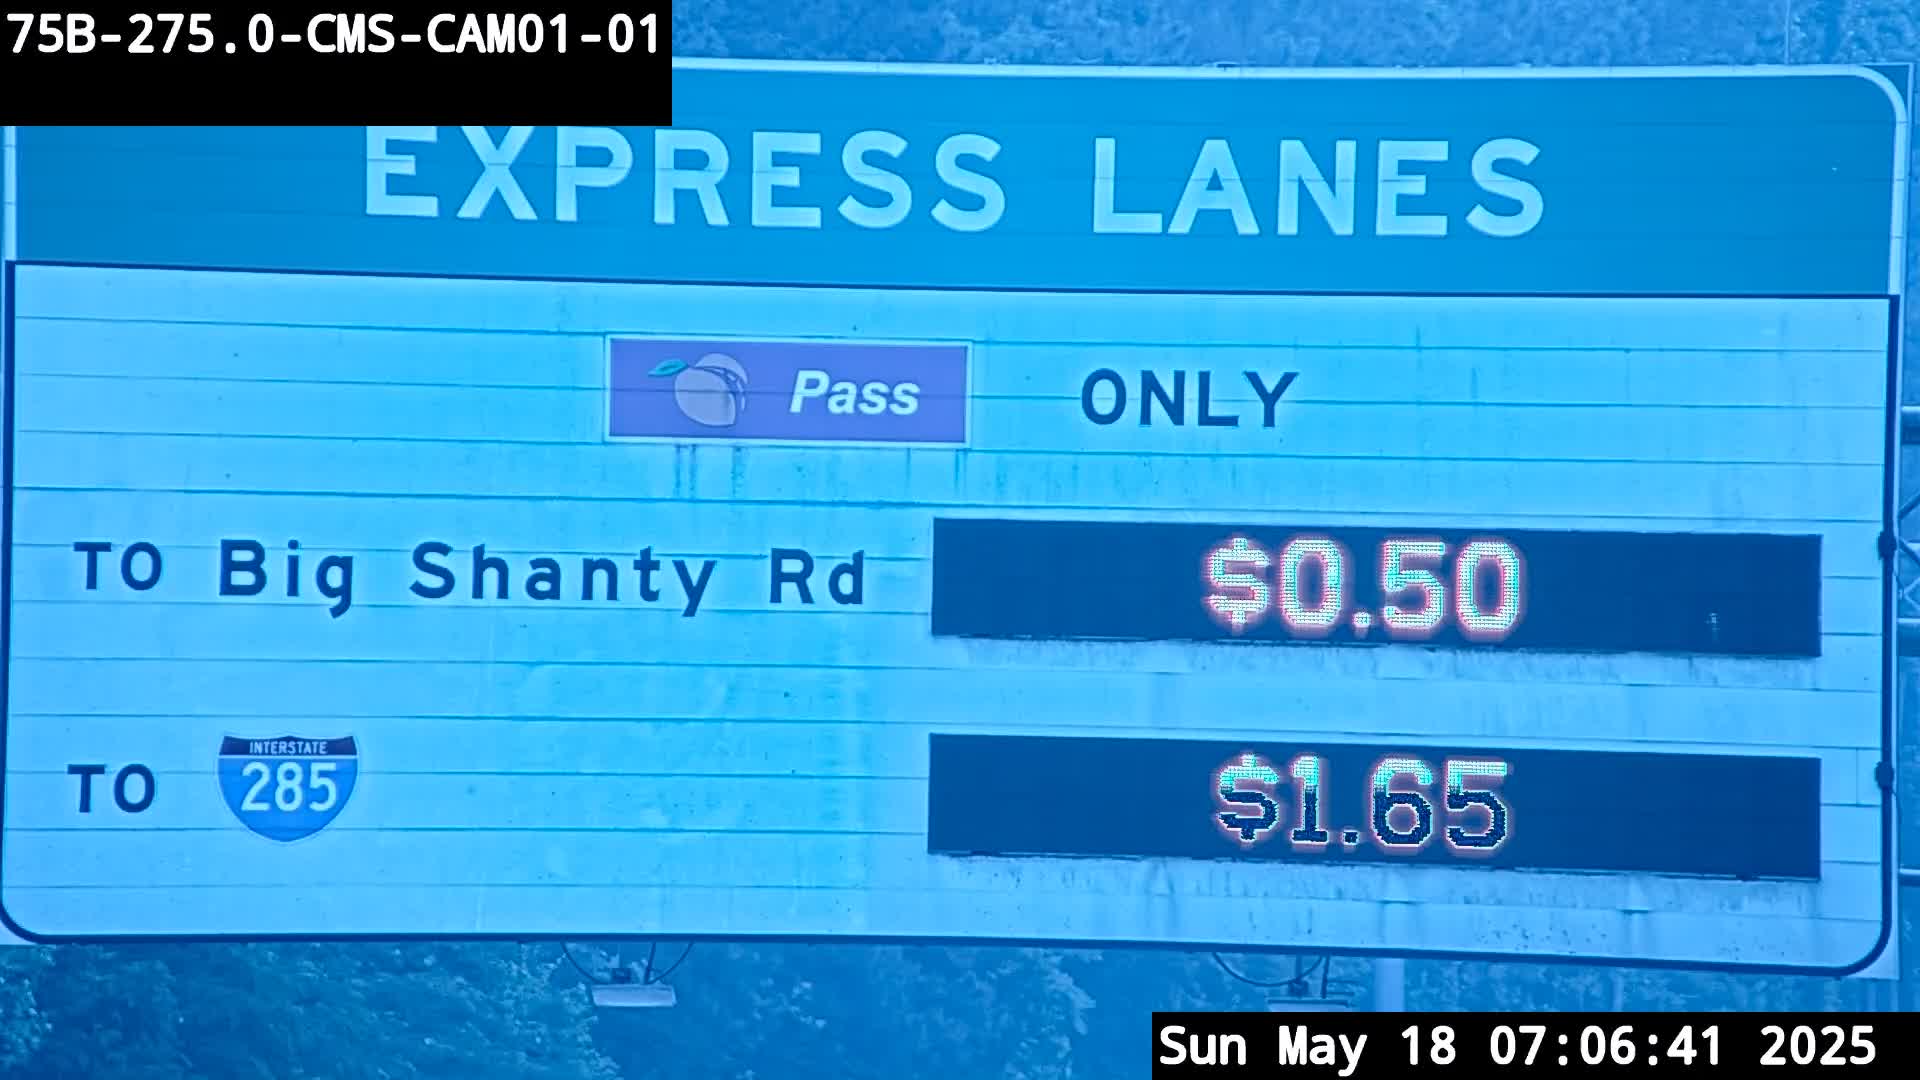 75B-275.0-CMS-CAM01-01
EXPRESS LANES
Pass ONLY
TO Big Shanty Rd $0.50
TO INTERSTATE 285 $1.65
Sun May 18 07:06:41 2025